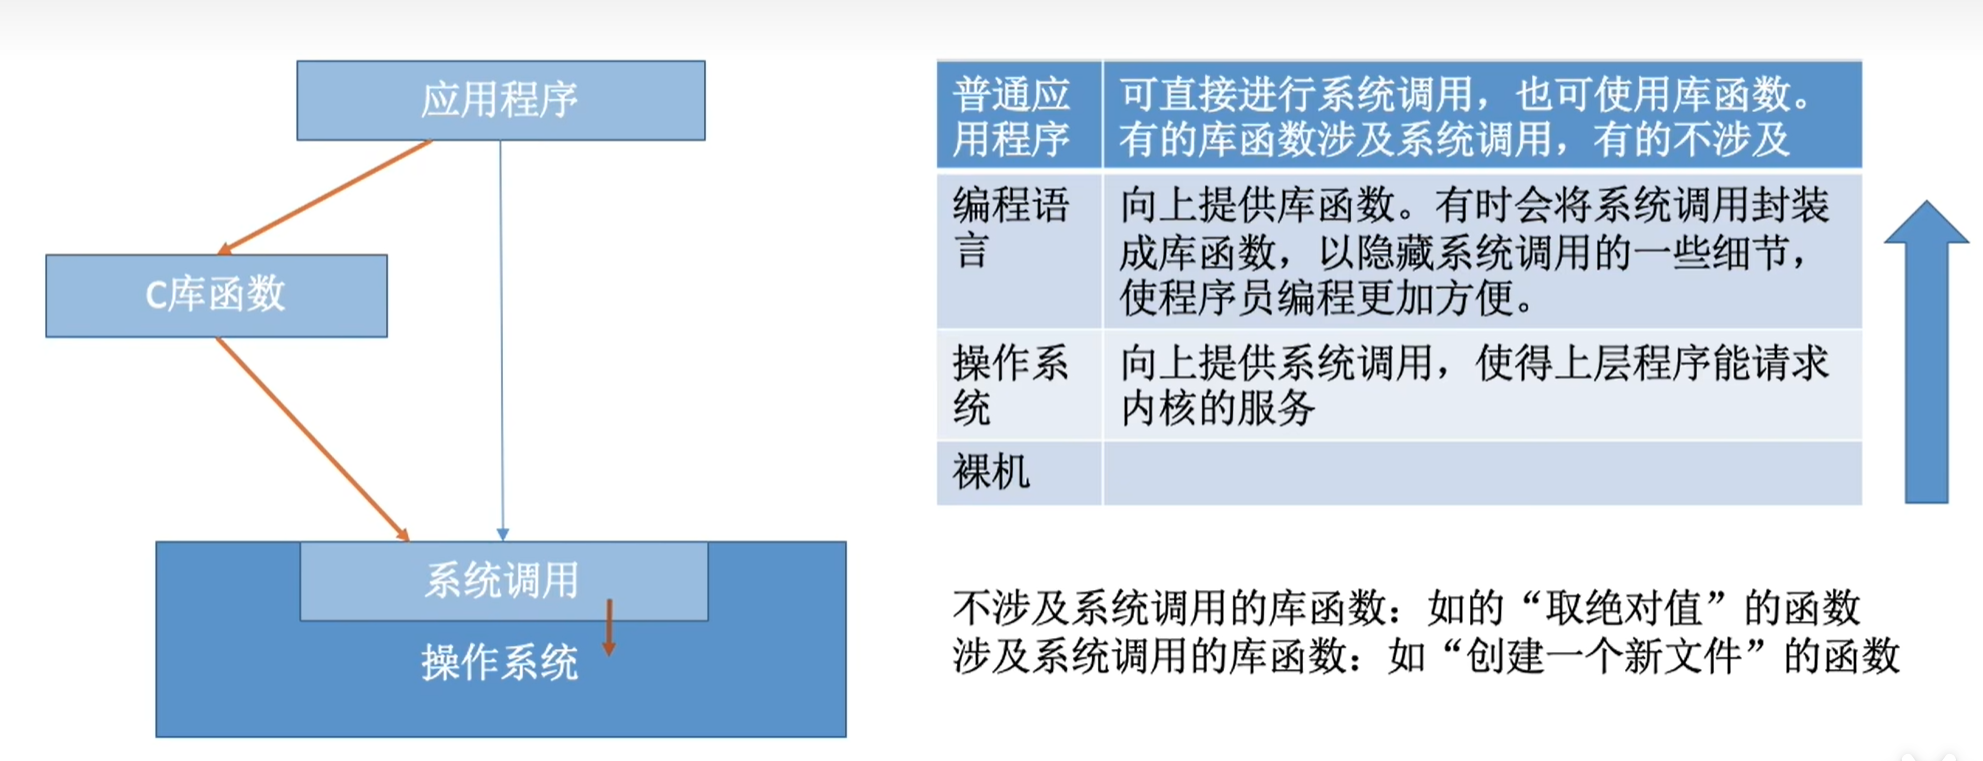 应用程序
C库函数
系统调用
操作系统
普通应
用程序
可直接进行系统调用，也可使用库函数。
有的库函数涉及系统调用，有的不涉及
编程语
言
向上提供库函数。有时会将系统调用封装
成库函数，以隐藏系统调用的一些细节，
使程序员编程更加方便。
操作系
统
向上提供系统调用，使得上层程序能请求
内核的服务
裸机
不涉及系统调用的库函数：如的“取绝对值”的函数
涉及系统调用的库函数：如“创建一个新文件”的函数